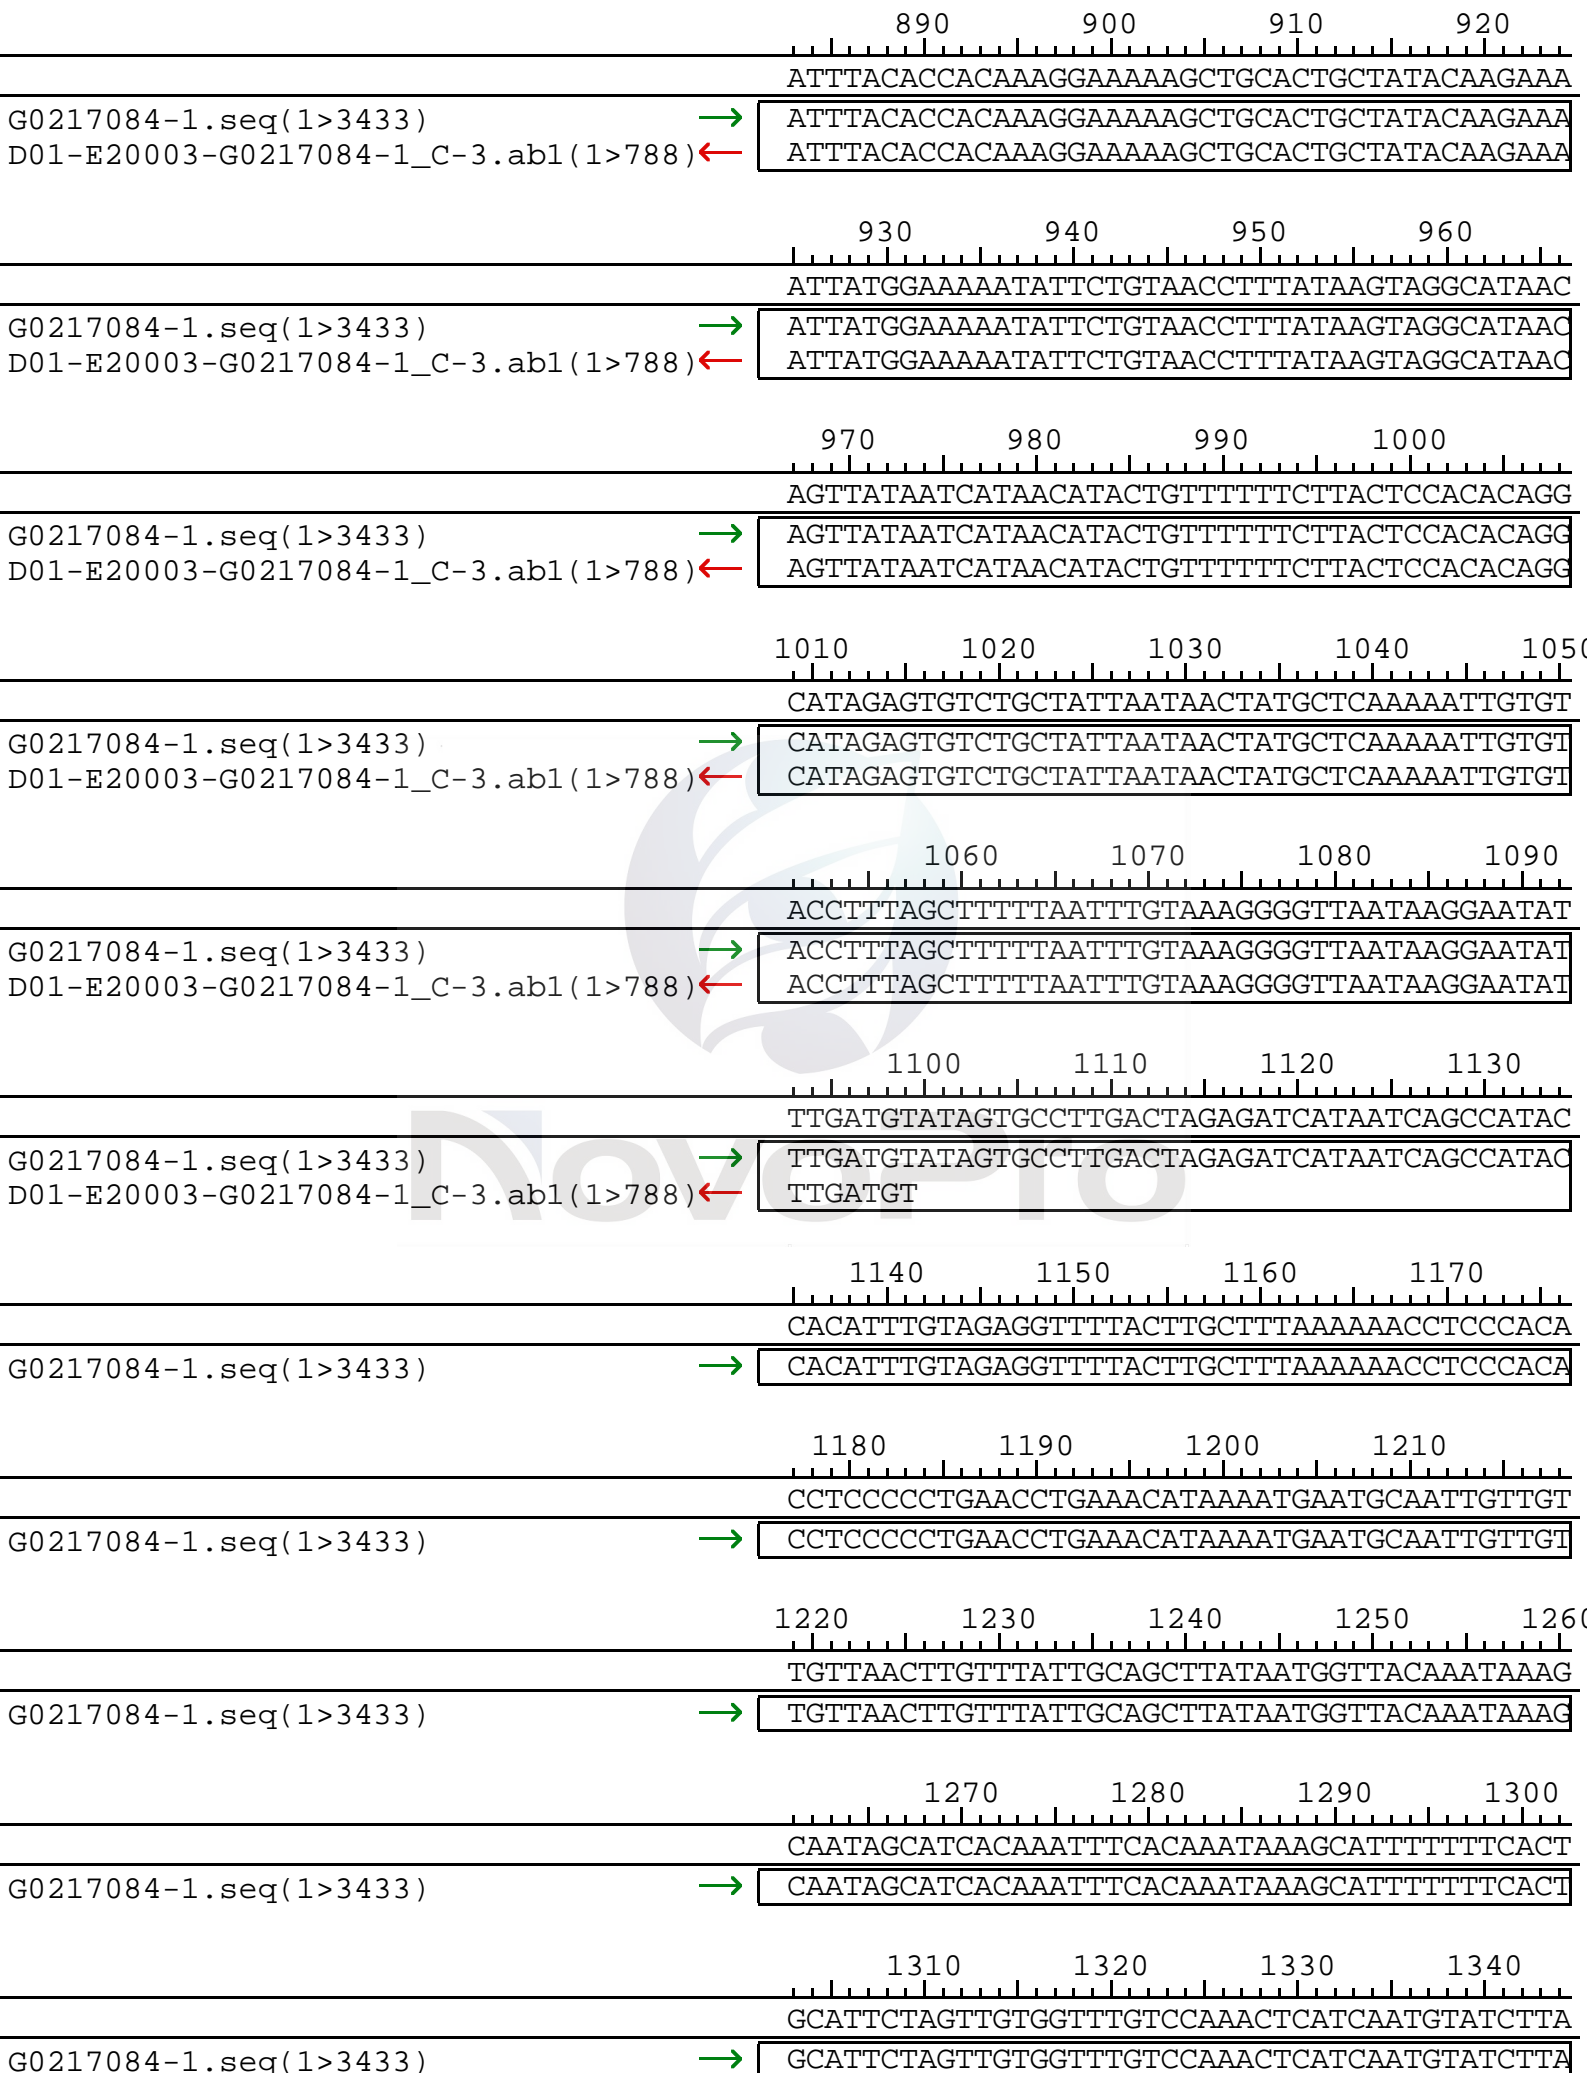 890 900 910 920
ATTTACACCACAAAGGAAAAAGCTGCACTGCTATACAAGAAA
G0217084-1.seq(1>3433) → ATTTACACCACAAAGGAAAAAGCTGCACTGCTATACAAGAAA
D01-E20003-G0217084-1_C-3.ab1(1>788) ← ATTTACACCACAAAGGAAAAAGCTGCACTGCTATACAAGAAA
930 940 950 960
ATTATGGAAAAATATTCTGTAACCTTTATAAGTAGGCATAAC
G0217084-1.seq(1>3433) → ATTATGGAAAAATATTCTGTAACCTTTATAAGTAGGCATAAC
D01-E20003-G0217084-1_C-3.ab1(1>788) ← ATTATGGAAAAATATTCTGTAACCTTTATAAGTAGGCATAAC
970 980 990 1000
AGTTATAATCATAACATACTGTTTTTTCTTACTCCACACAGG
G0217084-1.seq(1>3433) → AGTTATAATCATAACATACTGTTTTTTCTTACTCCACACAGG
D01-E20003-G0217084-1_C-3.ab1(1>788) ← AGTTATAATCATAACATACTGTTTTTTCTTACTCCACACAGG
1010 1020 1030 1040 1050
CATAGAGTGTCTGCTATTAATAACTATGCTCAAAAATTGTGT
G0217084-1.seq(1>3433) → CATAGAGTGTCTGCTATTAATAACTATGCTCAAAAATTGTGT
D01-E20003-G0217084-1_C-3.ab1(1>788) ← CATAGAGTGTCTGCTATTAATAACTATGCTCAAAAATTGTGT
1060 1070 1080 1090
ACCTTTAGCTTTTTAATTTGTAAAGGGGTTAATAAGGAATAT
G0217084-1.seq(1>3433) → ACCTTTAGCTTTTTAATTTGTAAAGGGGTTAATAAGGAATAT
D01-E20003-G0217084-1_C-3.ab1(1>788) ← ACCTTTAGCTTTTTAATTTGTAAAGGGGTTAATAAGGAATAT
1100 1110 1120 1130
TTGATGTATAGTGCCTTGACTAGAGATCATAATCAGCCATAC
G0217084-1.seq(1>3433) → TTGATGTATAGTGCCTTGACTAGAGATCATAATCAGCCATAC
D01-E20003-G0217084-1_C-3.ab1(1>788) ← TTGATGT
NovoPro
1140 1150 1160 1170
CACATTTGTAGAGGTTTTACTTGCTTTAAAAAACCTCCCACA
G0217084-1.seq(1>3433) → CACATTTGTAGAGGTTTTACTTGCTTTAAAAAACCTCCCACA
1180 1190 1200 1210
CCTCCCCCTGAACCTGAAACATAAAATGAATGCAATTGTTGT
G0217084-1.seq(1>3433) → CCTCCCCCTGAACCTGAAACATAAAATGAATGCAATTGTTGT
1220 1230 1240 1250 1260
TGTTAACTTGTTTATTGCAGCTTATAATGGTTACAAATAAAG
G0217084-1.seq(1>3433) → TGTTAACTTGTTTATTGCAGCTTATAATGGTTACAAATAAAG
1270 1280 1290 1300
CAATAGCATCACAAATTTCACAAATAAAGCATTTTTTTCACT
G0217084-1.seq(1>3433) → CAATAGCATCACAAATTTCACAAATAAAGCATTTTTTTCACT
1310 1320 1330 1340
GCATTCTAGTTGTGGTTTGTCCAAACTCATCAATGTATCTTA
G0217084-1.seq(1>3433) → GCATTCTAGTTGTGGTTTGTCCAAACTCATCAATGTATCTTA